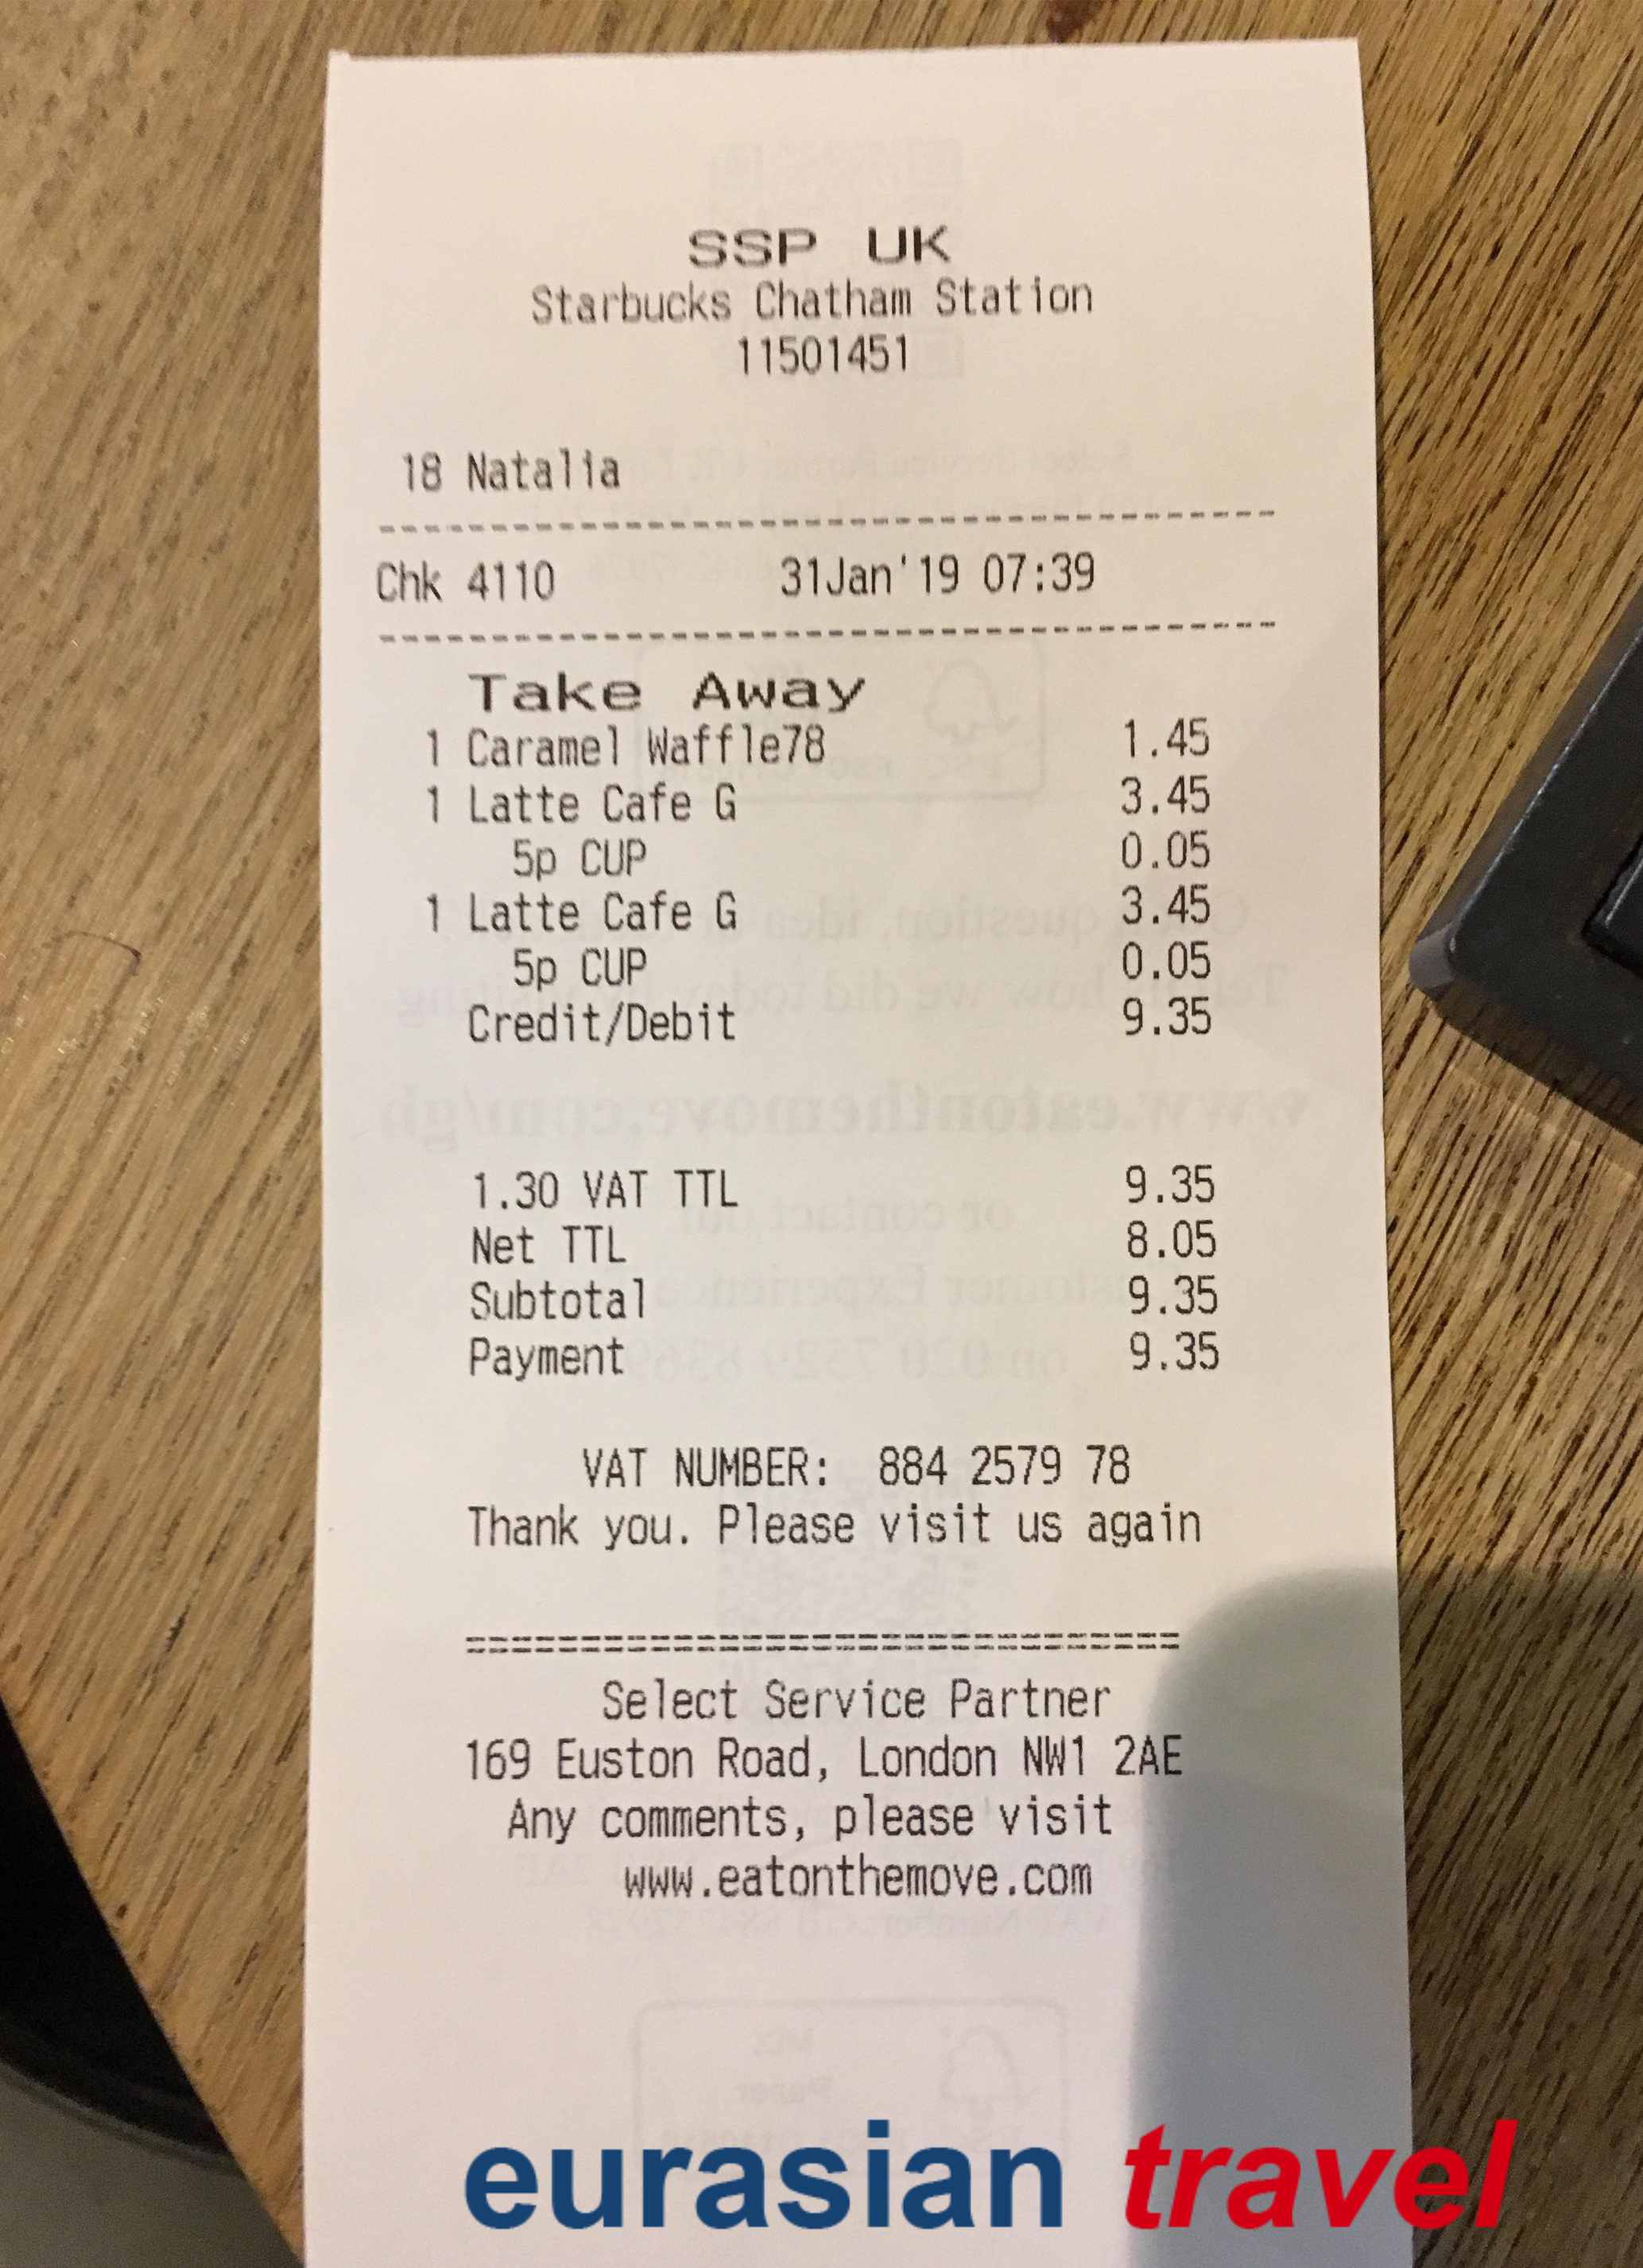 SSP UK
Starbucks Chatham Station
11501451
18 Natalia
--------------------------------
Chk 4110 31Jan'19 07:39
--------------------------------
Take Away
1 Caramel Waffle78 1.45
1 Latte Cafe G 3.45
5p CUP 0.05
1 Latte Cafe G 3.45
5p CUP 0.05
Credit/Debit 9.35
1.30 VAT TTL 9.35
Net TTL 8.05
Subtotal 9.35
Payment 9.35
VAT NUMBER: 884 2579 78
Thank you. Please visit us again
================================
Select Service Partner
169 Euston Road, London NW1 2AE
Any comments, please visit
www.eatonthemove.com
eurasian travel